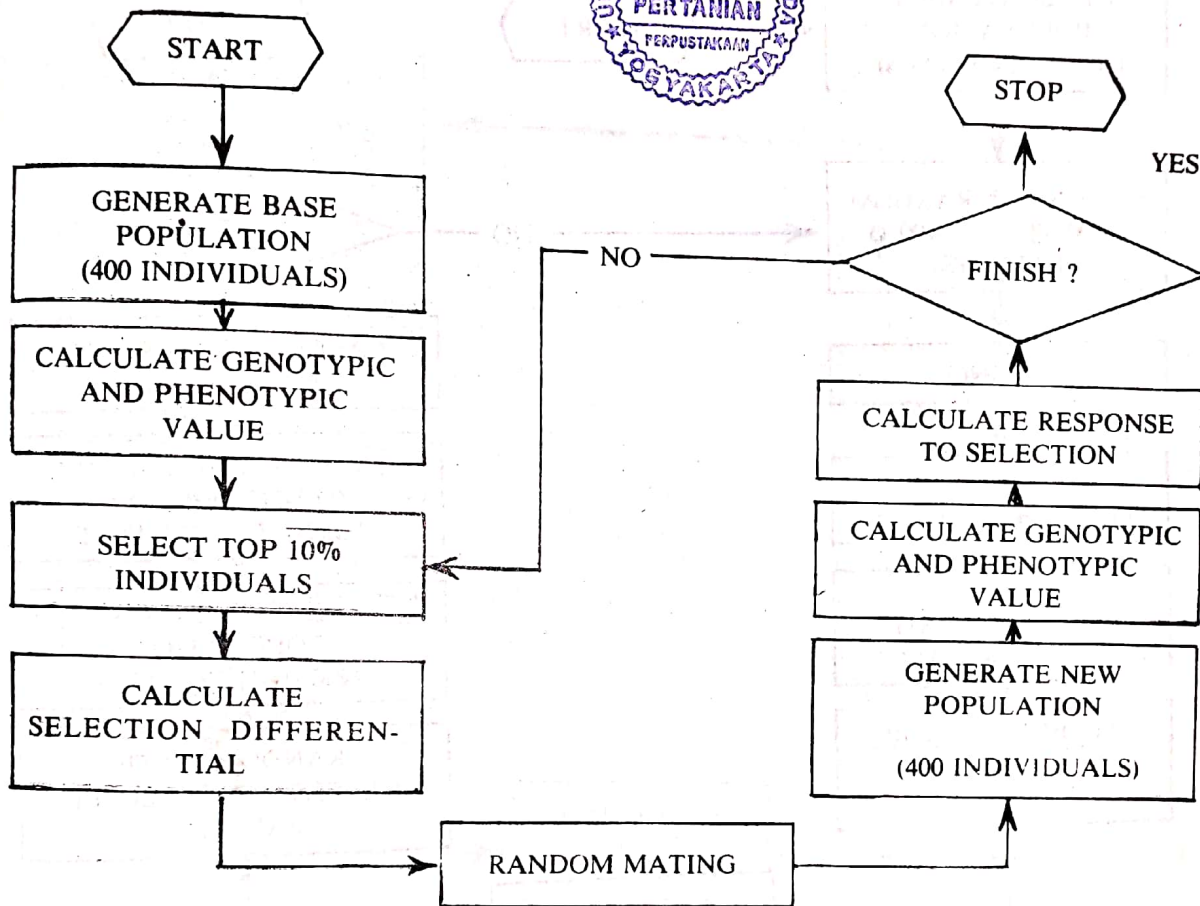 START
GENERATE BASE
POPULATION
(400 INDIVIDUALS)
CALCULATE GENOTYPIC
AND PHENOTYPIC
VALUE
SELECT TOP 10%
INDIVIDUALS
CALCULATE
SELECTION DIFFEREN-
TIAL
RANDOM MATING
GENERATE NEW
POPULATION
(400 INDIVIDUALS)
CALCULATE GENOTYPIC
AND PHENOTYPIC
VALUE
CALCULATE RESPONSE
TO SELECTION
FINISH ?
NO
YES
STOP
PERTANIAN
PERPUSTAKAAN
YOGYAKARTA